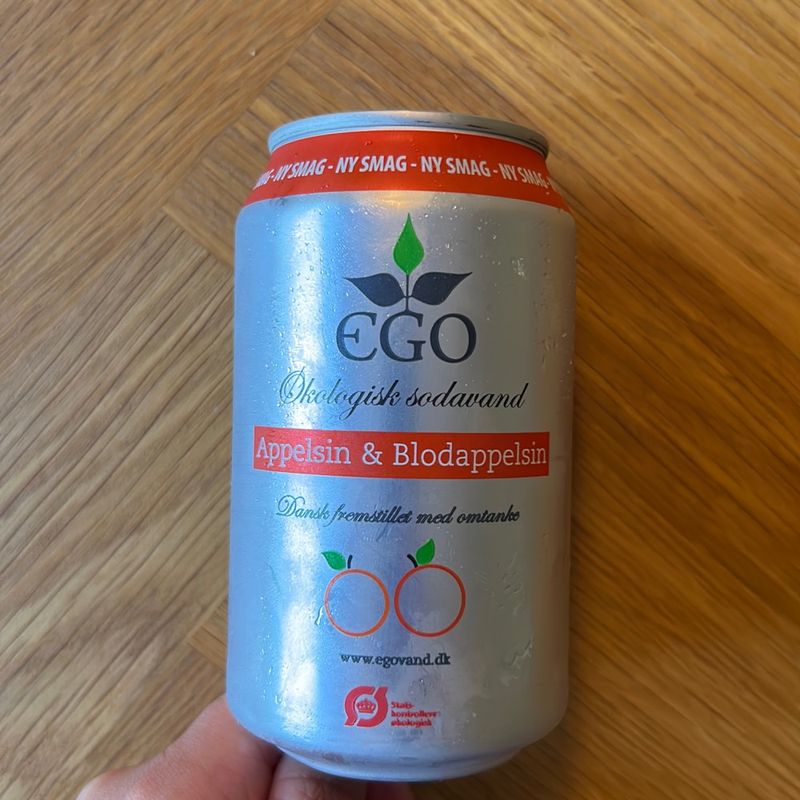 MAG - NY SMAG - NY SMAG - NY SMAG - NY SMAG -
EGO
Økologisk sodavand
Appelsin & Blodappelsin
Dansk fremstillet med omtanke
www.egovand.dk
Ø
Stats-
kontrolleret
økologisk